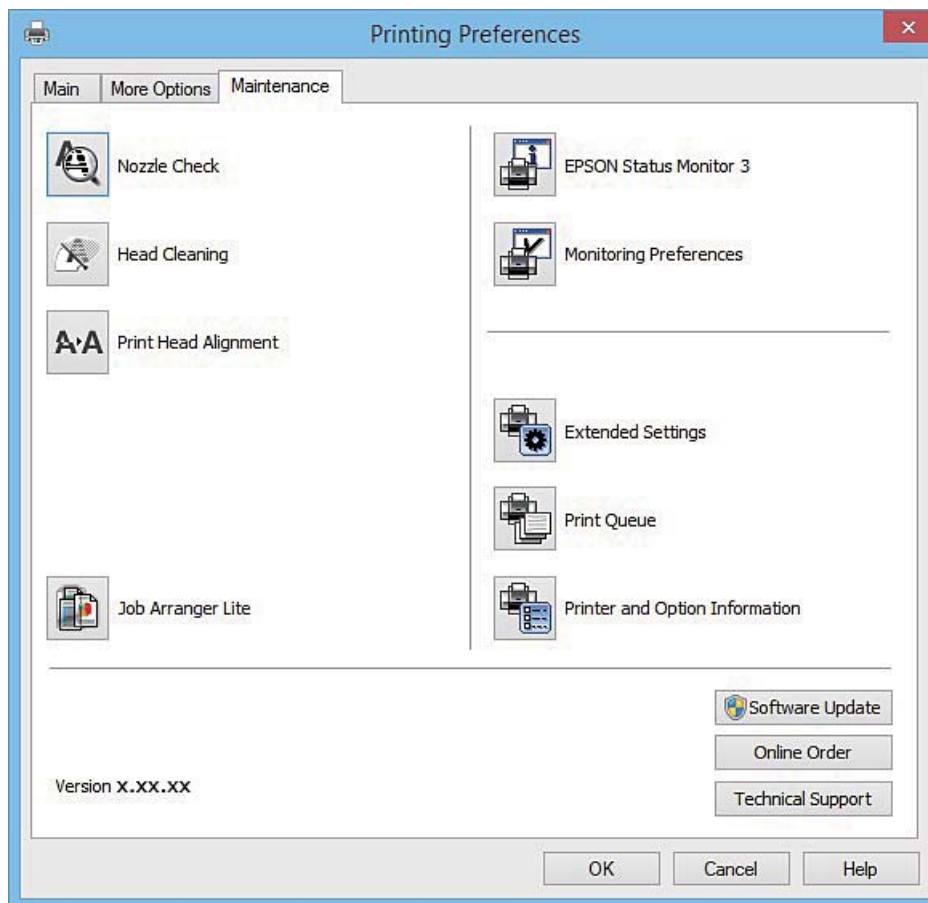 Printing Preferences
Main
More Options
Maintenance
Nozzle Check
Head Cleaning
A›A Print Head Alignment
Job Arranger Lite
EPSON Status Monitor 3
Monitoring Preferences
Extended Settings
Print Queue
Printer and Option Information
Software Update
Online Order
Technical Support
Version x.xx.xx
OK
Cancel
Help